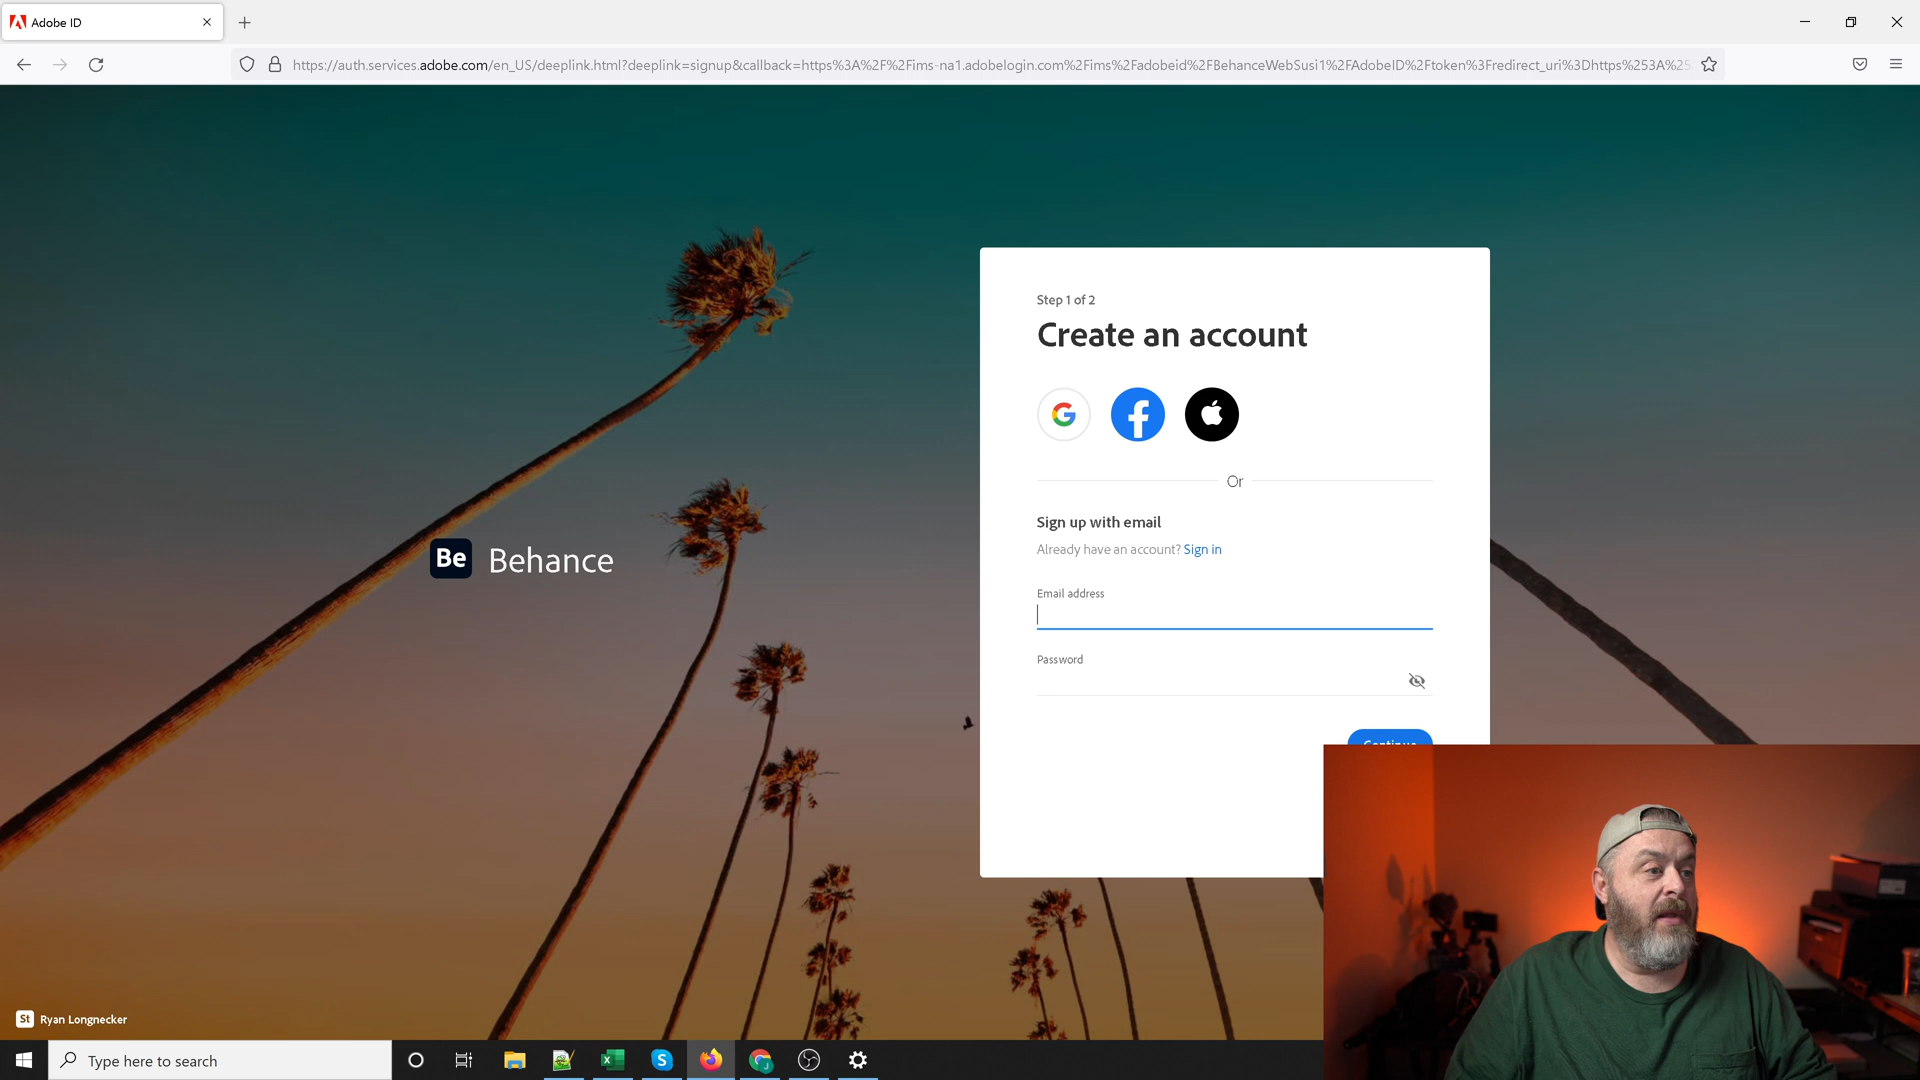 Adobe ID
https://auth.services.adobe.com/en_US/deeplink.html?deeplink=signup&callback=https%3A%2F%2Fims-na1.adobelogin.com%2Fims%2Fadobeid%2FBehanceWebSusi1%2FAdobeID%2Ftoken%3Fredirect_uri%3Dhttps%253A%25
Step 1 of 2
Create an account
Or
Sign up with email
Already have an account? Sign in
Email address
Password
Continue
Be Behance
St Ryan Longnecker
Type here to search